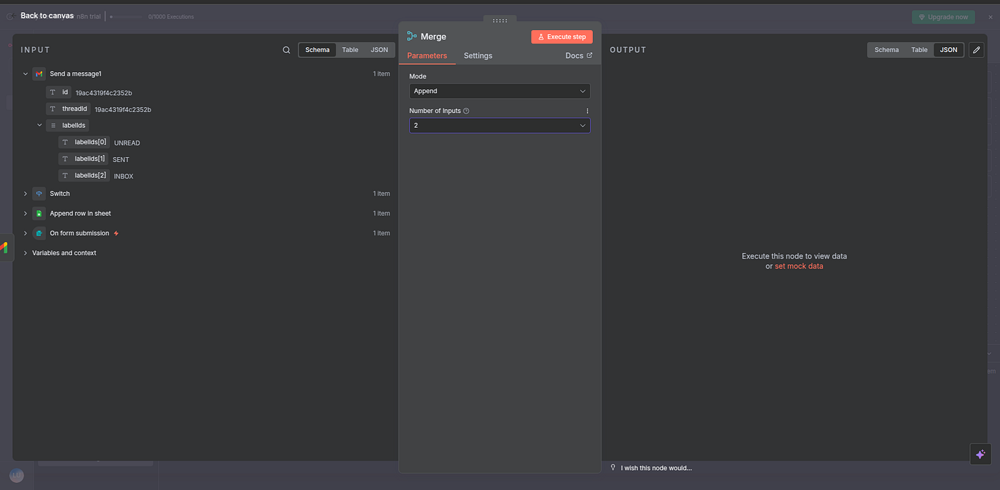 Back to canvas n8n trial 0/1000 Executions
Upgrade now
INPUT
Schema Table JSON
Send a message1 1 item
id 19ac4319f4c2352b
threadId 19ac4319f4c2352b
labelIds
labelIds[0] UNREAD
labelIds[1] SENT
labelIds[2] INBOX
Switch 1 item
Append row in sheet 1 item
On form submission 1 item
Variables and context
Merge
Execute step
Parameters Settings Docs
Mode
Append
Number of Inputs
2
OUTPUT
Schema Table JSON
Execute this node to view data
or set mock data
I wish this node would...